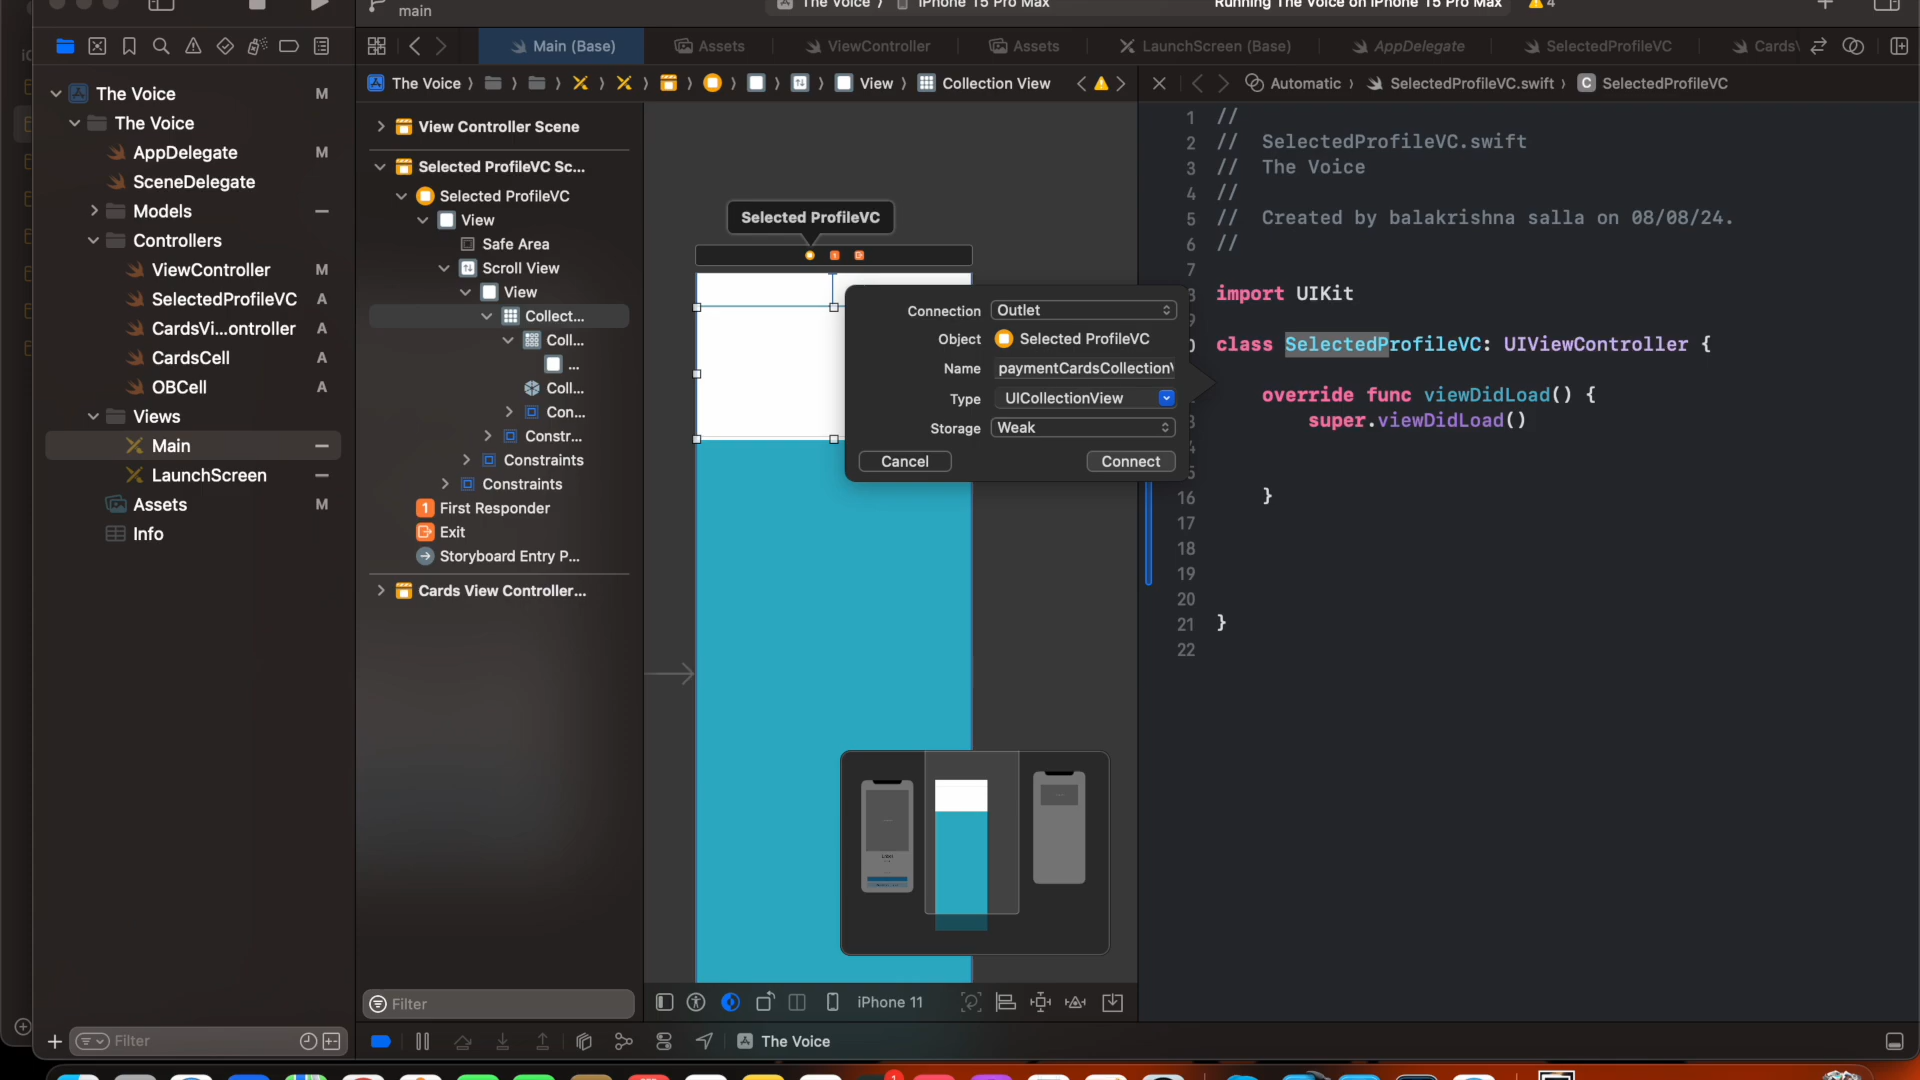 main
The Voice
iPhone 15 Pro Max
Running The Voice on iPhone 15 Pro Max
4
Main (Base)
Assets
ViewController
Assets
LaunchScreen (Base)
AppDelegate
SelectedProfileVC
CardsV
The Voice
View
Collection View
Automatic
SelectedProfileVC.swift
C
SelectedProfileVC
The Voice M
The Voice
AppDelegate M
SceneDelegate
Models
Controllers
ViewController M
SelectedProfileVC A
CardsVi...ontroller A
CardsCell A
OBCell A
Views
Main
LaunchScreen
Assets M
Info
Filter
View Controller Scene
Selected ProfileVC Sc...
Selected ProfileVC
View
Safe Area
Scroll View
View
Collect...
Coll...
...
Coll...
Con...
Constr...
Constraints
Constraints
1 First Responder
Exit
Storyboard Entry P...
Cards View Controller...
Filter
Selected ProfileVC
Connection Outlet
Object Selected ProfileVC
Name paymentCardsCollectionV
Type UICollectionView
Storage Weak
Cancel Connect
Label
iPhone 11
The Voice
1 //
2 //  SelectedProfileVC.swift
3 //  The Voice
4 //
5 //  Created by balakrishna salla on 08/08/24.
6 //
7
import UIKit
class SelectedProfileVC: UIViewController {
override func viewDidLoad() {
super.viewDidLoad()
16 }
17
18
19
20
21 }
22
1